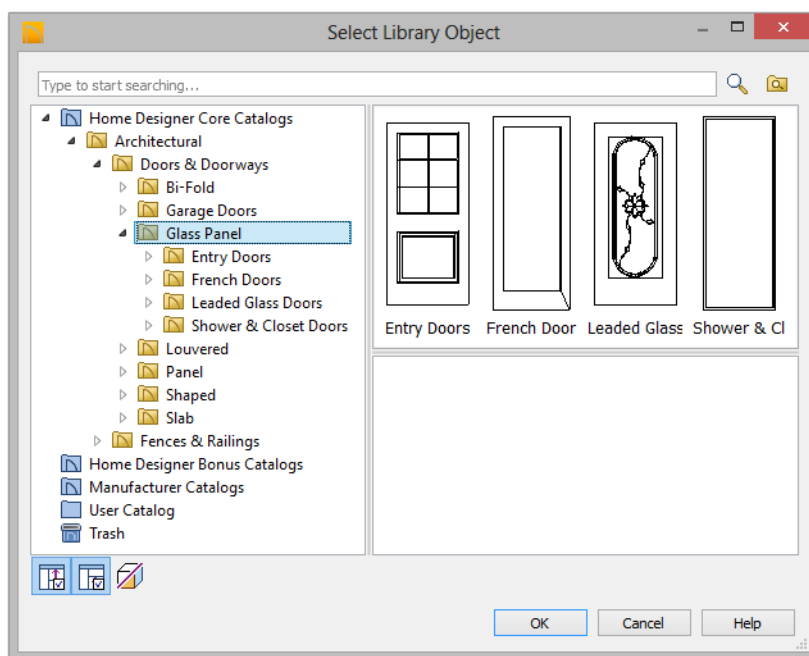 Select Library Object
Type to start searching...
Home Designer Core Catalogs
Architectural
Doors & Doorways
Bi-Fold
Garage Doors
Glass Panel
Entry Doors
French Doors
Leaded Glass Doors
Shower & Closet Doors
Louvered
Panel
Shaped
Slab
Fences & Railings
Home Designer Bonus Catalogs
Manufacturer Catalogs
User Catalog
Trash
Entry Doors French Door Leaded Glass Shower & Cl
OK Cancel Help